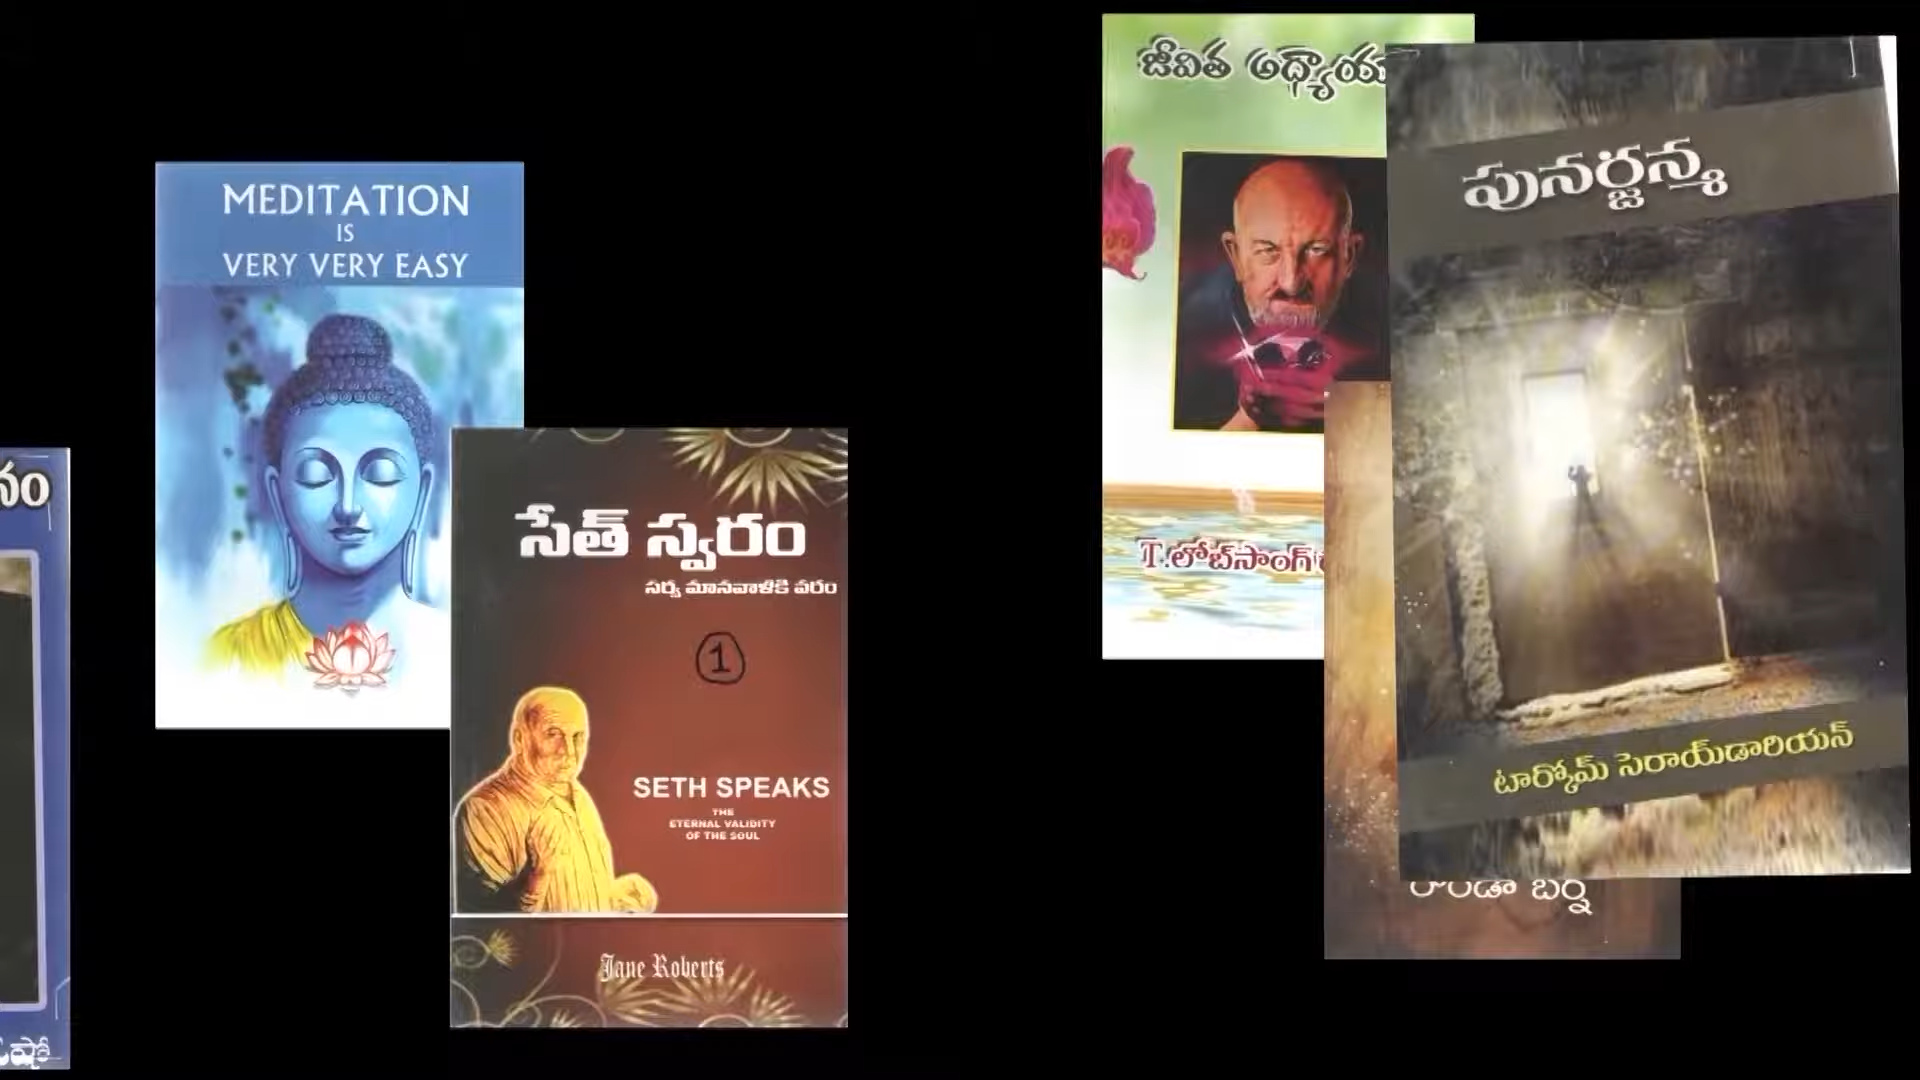 MEDITATION
IS
VERY VERY EASY
సేత్ స్వరం
సర్వ మానవాళికి వరం
1
SETH SPEAKS
THE
ETERNAL VALIDITY
OF THE SOUL
Jane Roberts
జీవిత
T.లోబ్‌సాంగ్
పునర్జన్మ
టార్కోమ్ సెరాయ్‌డారియన్